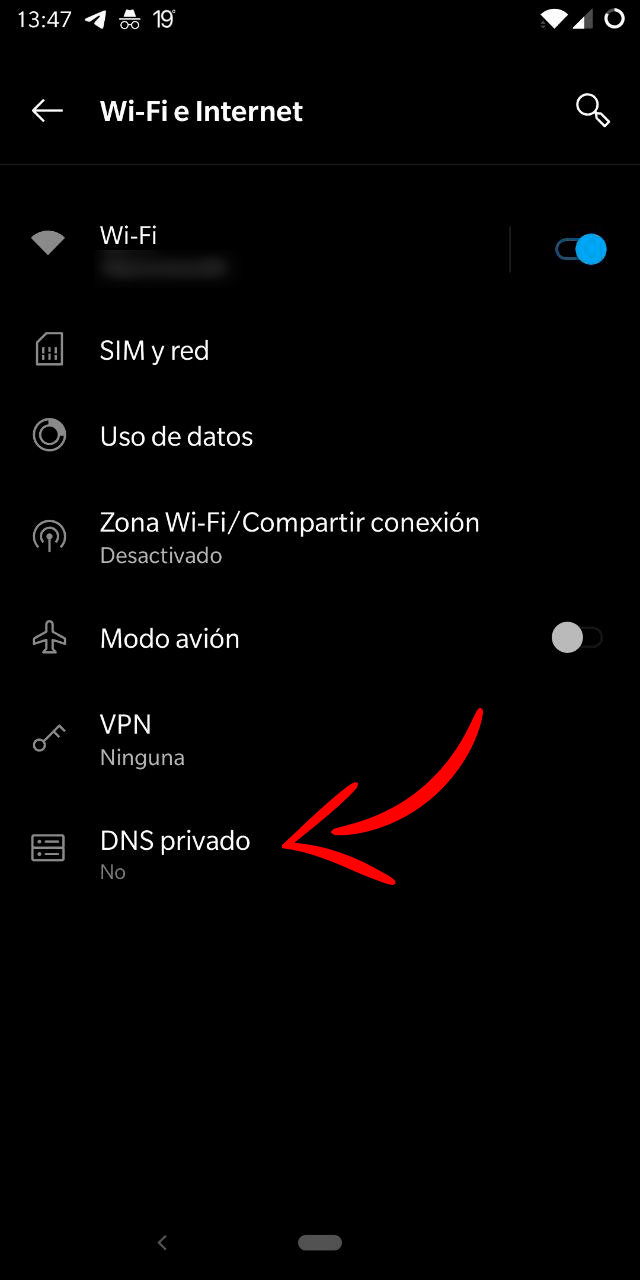 13:47 19°
Wi-Fi e Internet
Wi-Fi
SIM y red
Uso de datos
Zona Wi-Fi/Compartir conexión
Desactivado
Modo avión
VPN
Ninguna
DNS privado
No